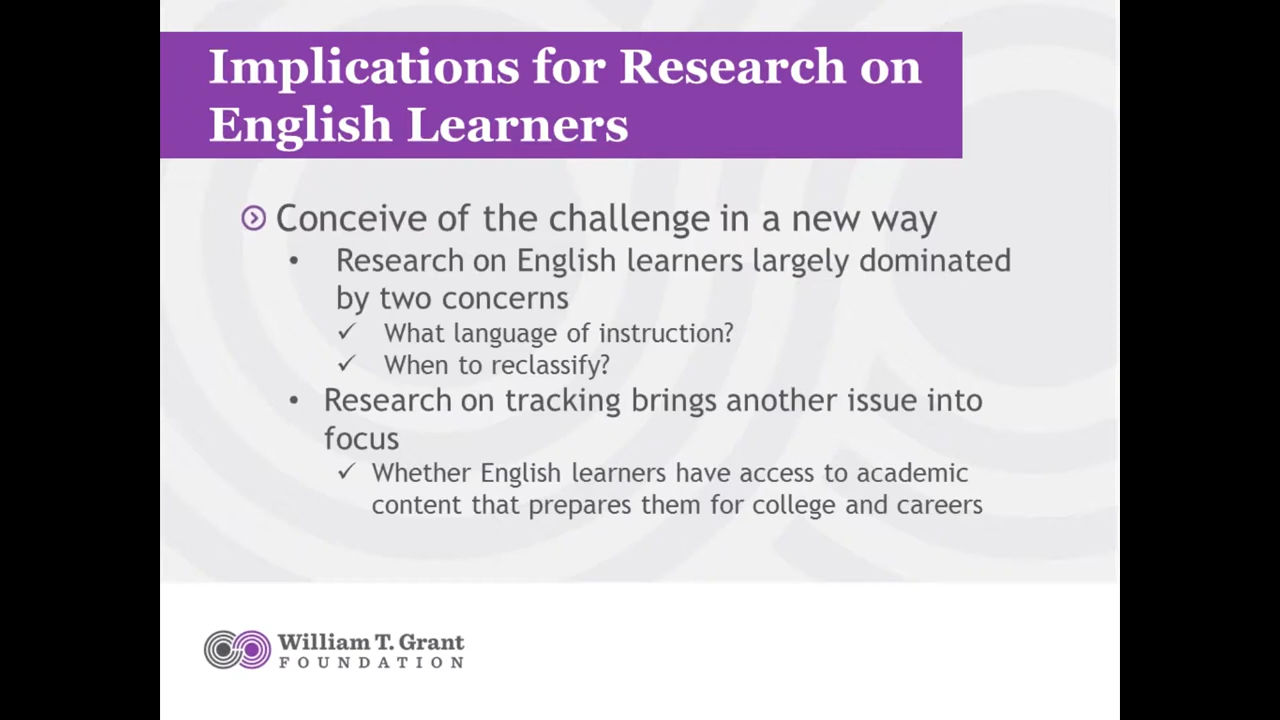 Implications for Research on
English Learners
Conceive of the challenge in a new way
• Research on English learners largely dominated
by two concerns
✓ What language of instruction?
✓ When to reclassify?
• Research on tracking brings another issue into
focus
✓ Whether English learners have access to academic
content that prepares them for college and careers
William T. Grant
FOUNDATION